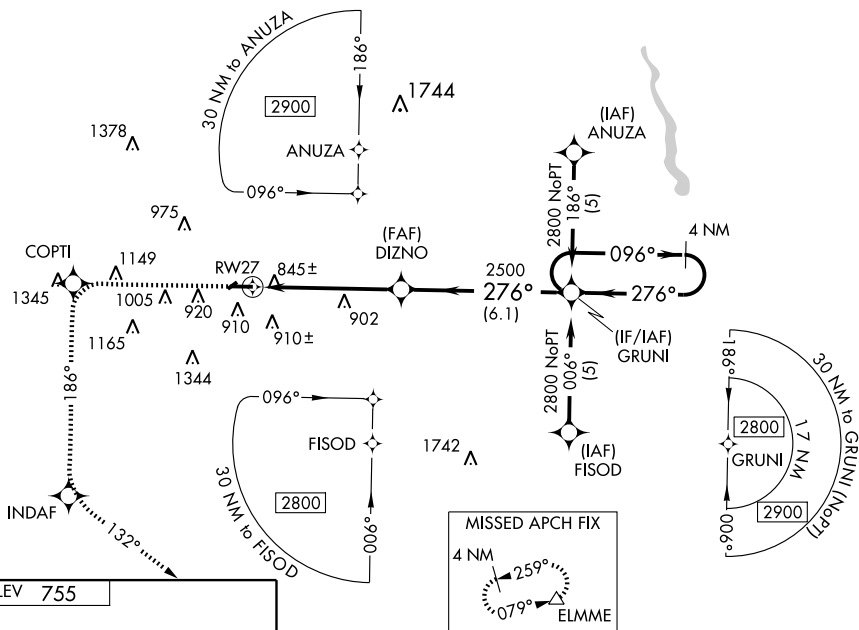 30 NM to ANUZA
186°
2900
ANUZA
096°
1744
1378
975
(IAF)
ANUZA
2800 NoPT
186°
(5)
4 NM
096°
276°
COPTI
1149
1345
1005
920
RW27
845±
910
910±
1165
1344
(FAF)
DIZNO
902
2500
276°
(6.1)
(IF/IAF)
GRUNI
2800 NoPT
006°
(5)
(IAF)
FISOD
186°
INDAF
132°
096°
FISOD
2800
006°
30 NM to FISOD
1742
186°
30 NM to GRUNI (NoPT)
2800
17 NM
GRUNI
2900
006°
MISSED APCH FIX
4 NM
259°
079°
ELMME
LEV 755